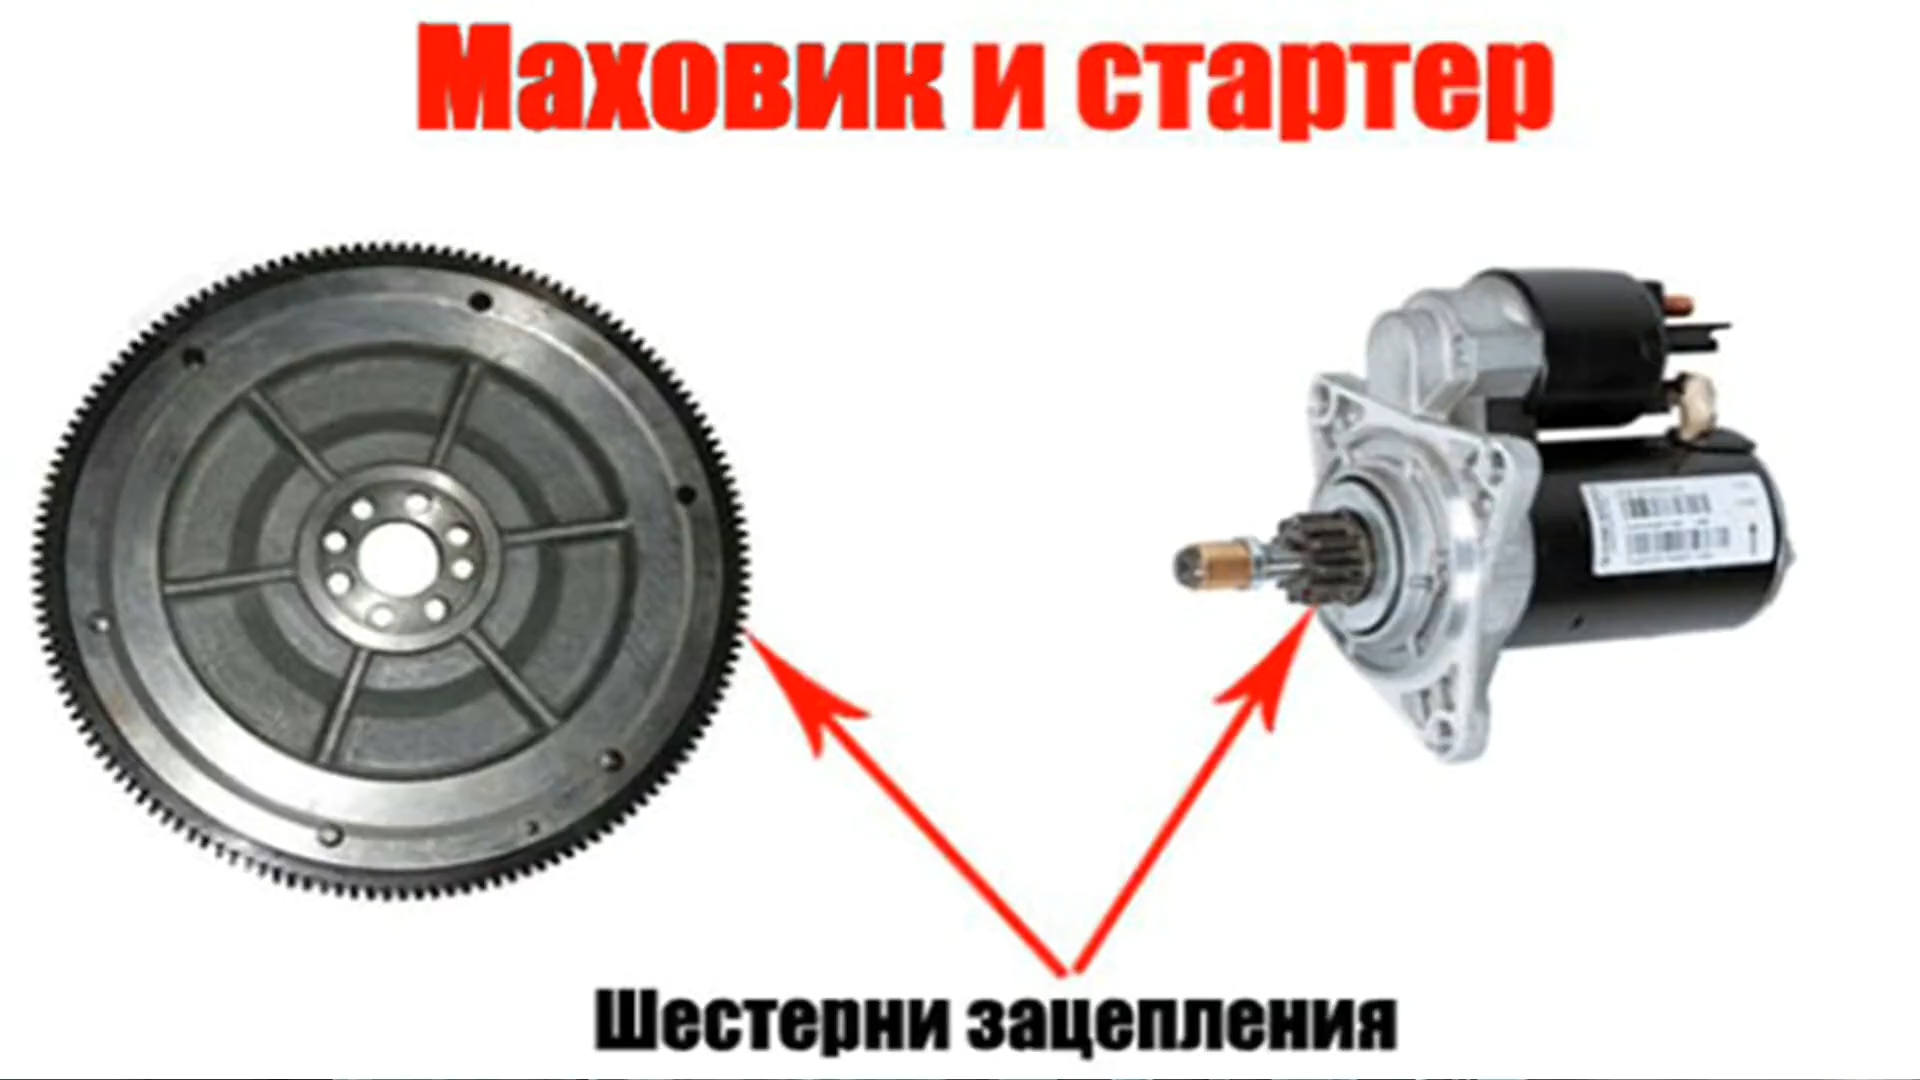 Маховик и стартер
Шестерни зацепления